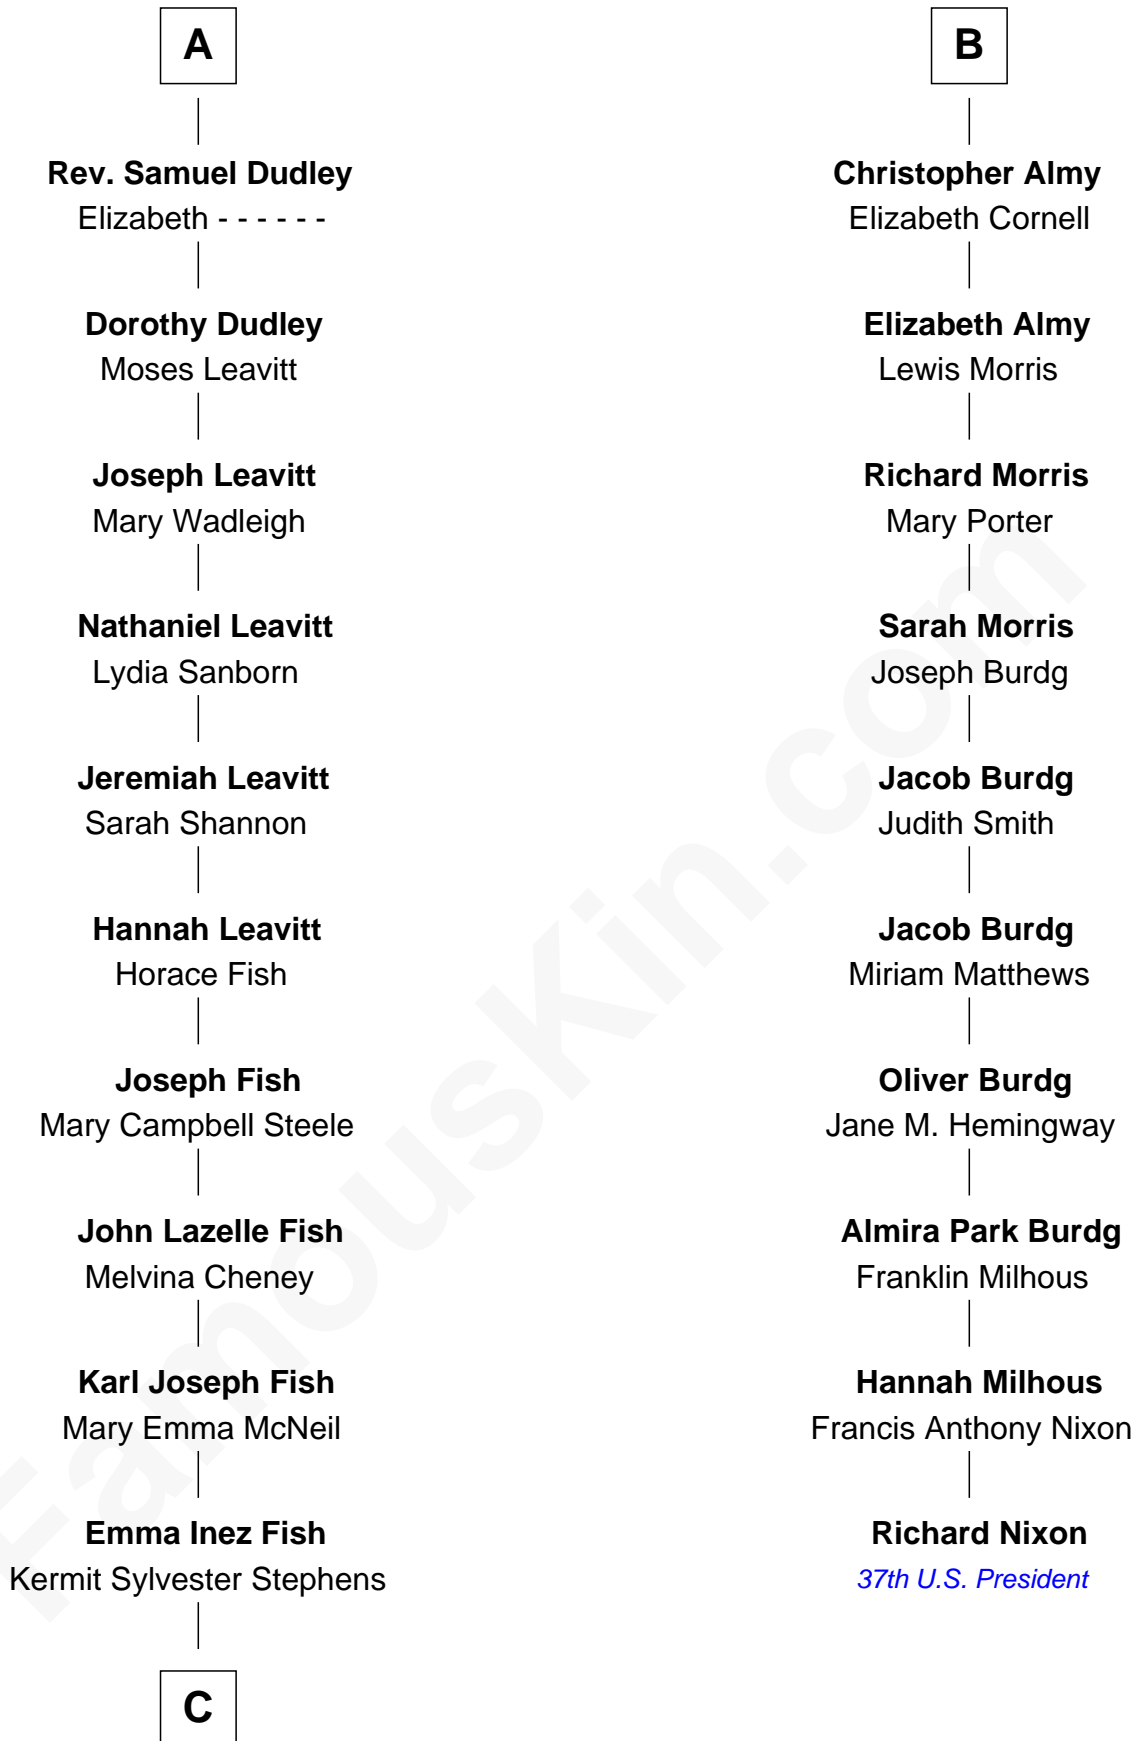 A
Rev. Samuel Dudley
Elizabeth - - - - - -
Dorothy Dudley
Moses Leavitt
Joseph Leavitt
Mary Wadleigh
Nathaniel Leavitt
Lydia Sanborn
Jeremiah Leavitt
Sarah Shannon
Hannah Leavitt
Horace Fish
Joseph Fish
Mary Campbell Steele
John Lazelle Fish
Melvina Cheney
Karl Joseph Fish
Mary Emma McNeil
Emma Inez Fish
Kermit Sylvester Stephens
C
B
Christopher Almy
Elizabeth Cornell
Elizabeth Almy
Lewis Morris
Richard Morris
Mary Porter
Sarah Morris
Joseph Burdg
Jacob Burdg
Judith Smith
Jacob Burdg
Miriam Matthews
Oliver Burdg
Jane M. Hemingway
Almira Park Burdg
Franklin Milhous
Hannah Milhous
Francis Anthony Nixon
Richard Nixon
37th U.S. President
FamousKin.com